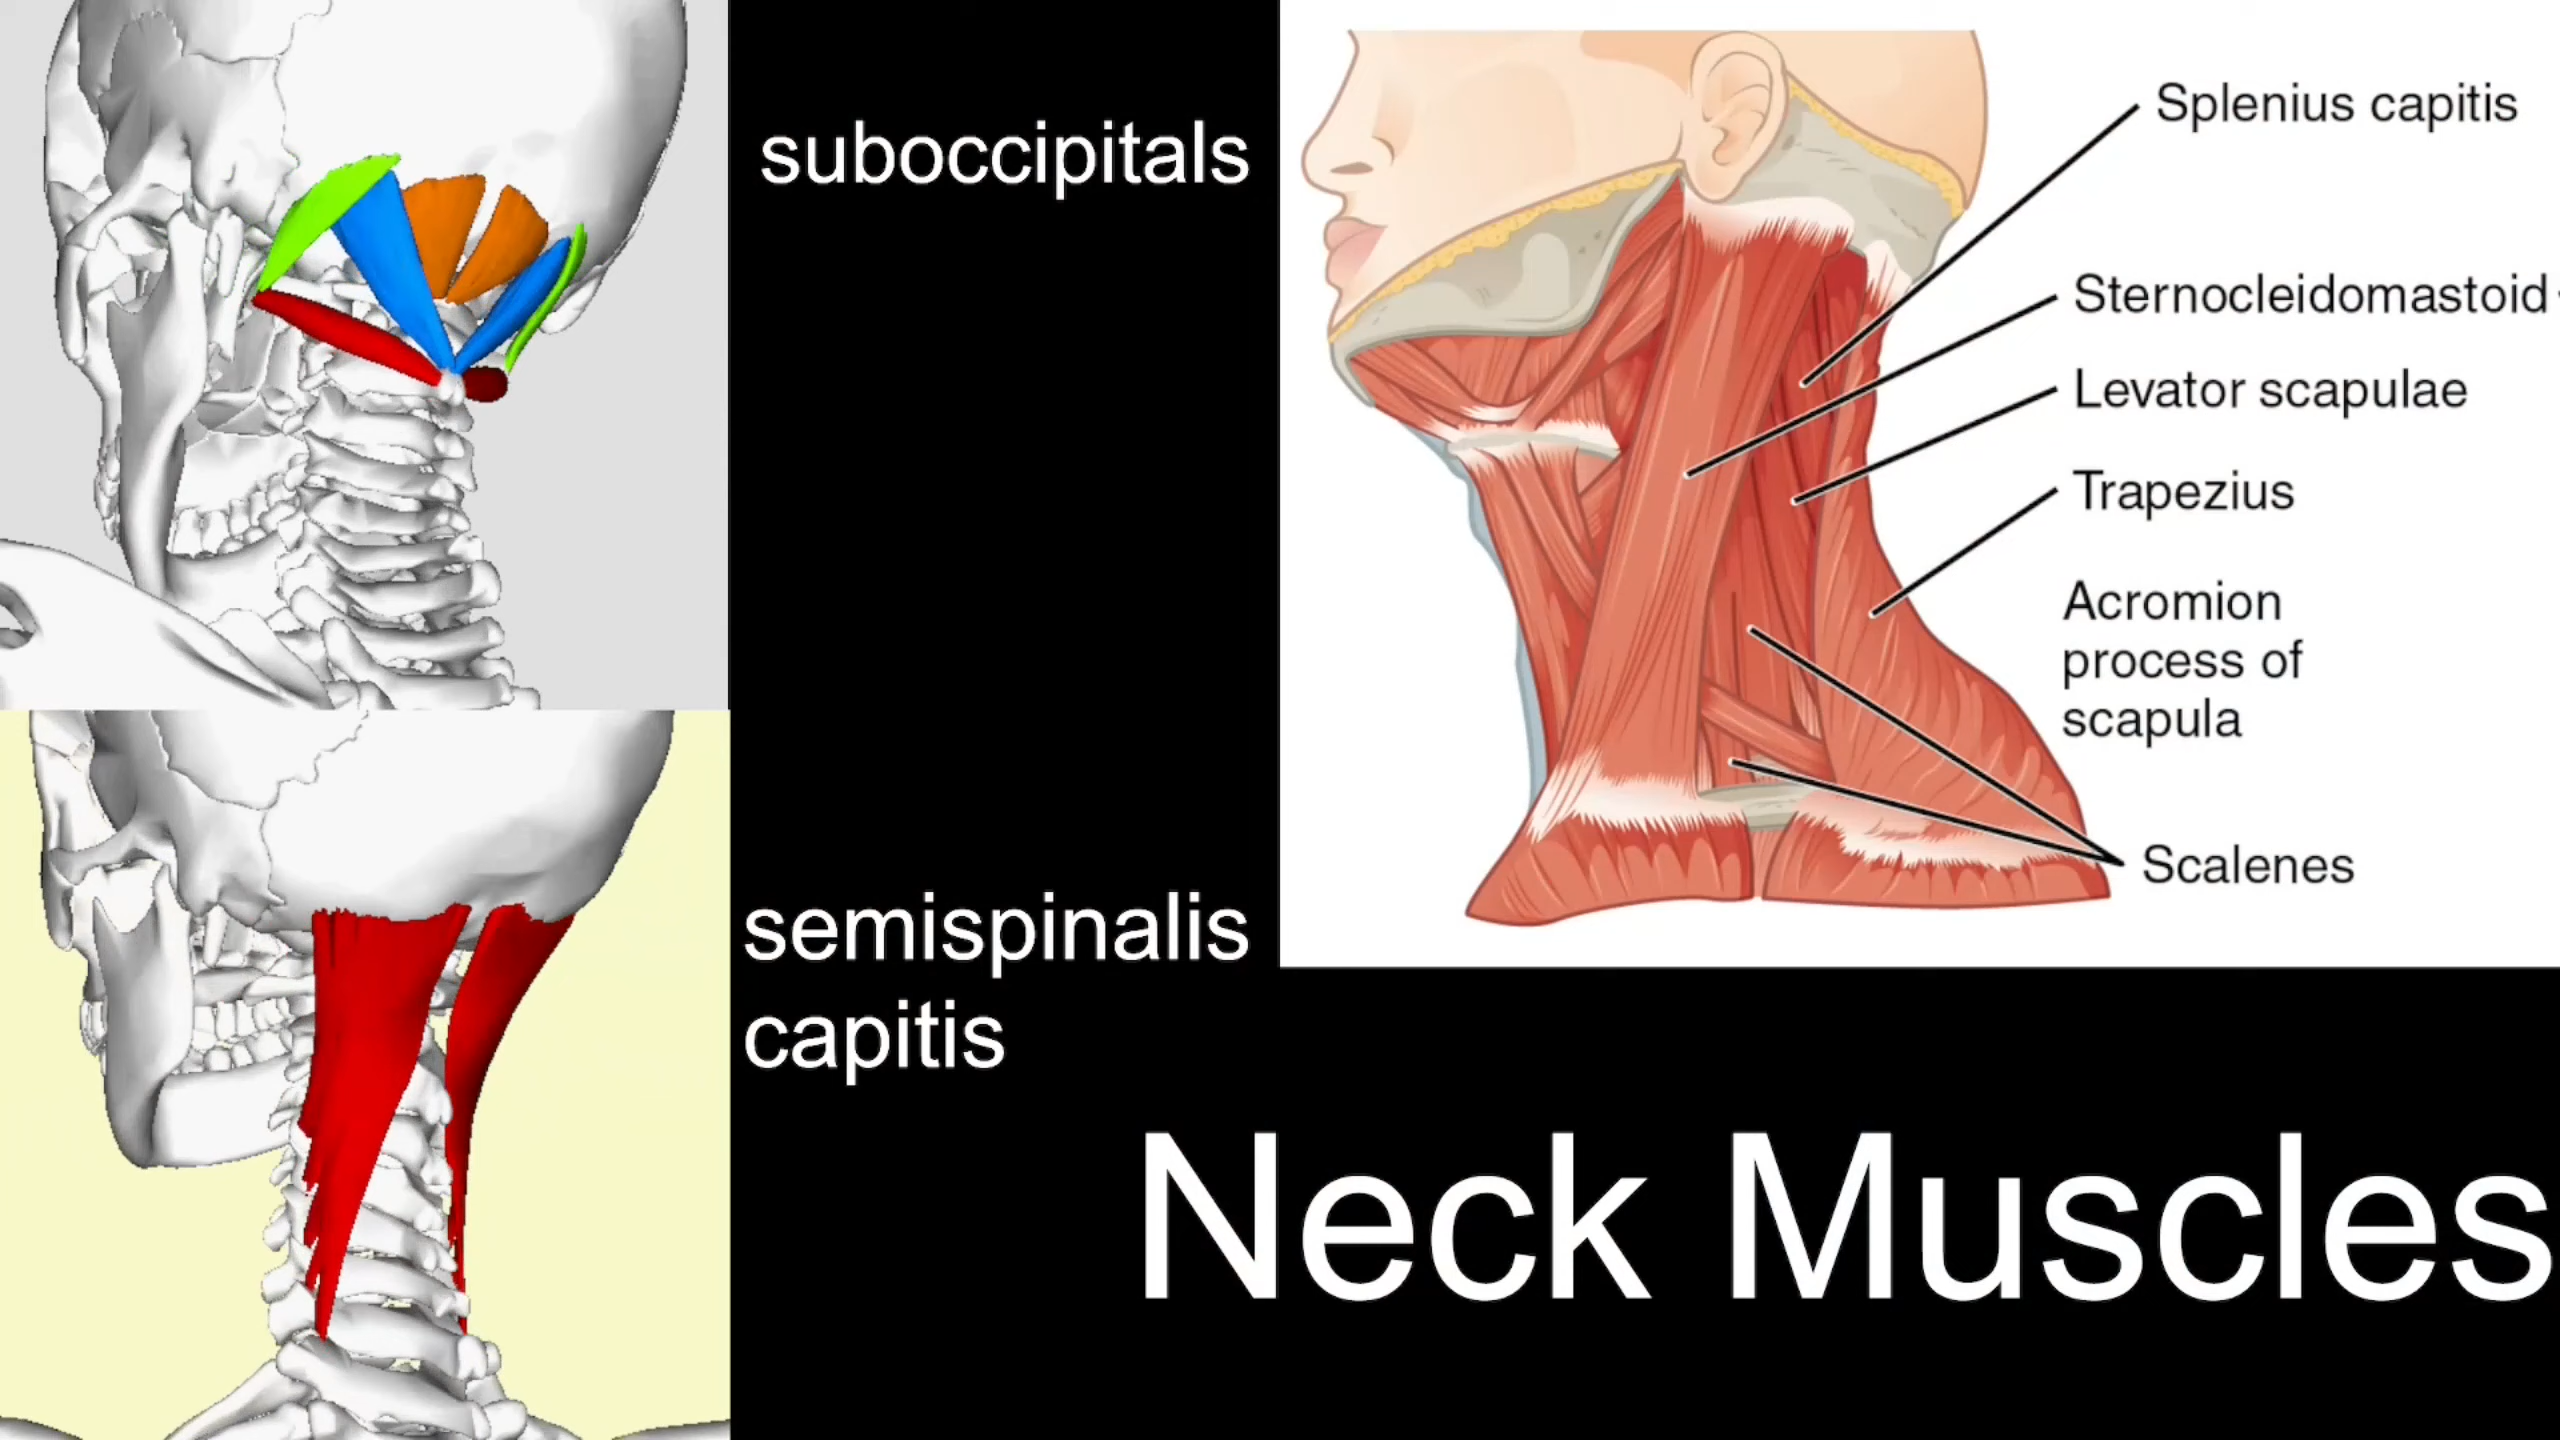 suboccipitals
semispinalis
capitis
Splenius capitis
Sternocleidomastoid
Levator scapulae
Trapezius
Acromion
process of
scapula
Scalenes
Neck Muscles